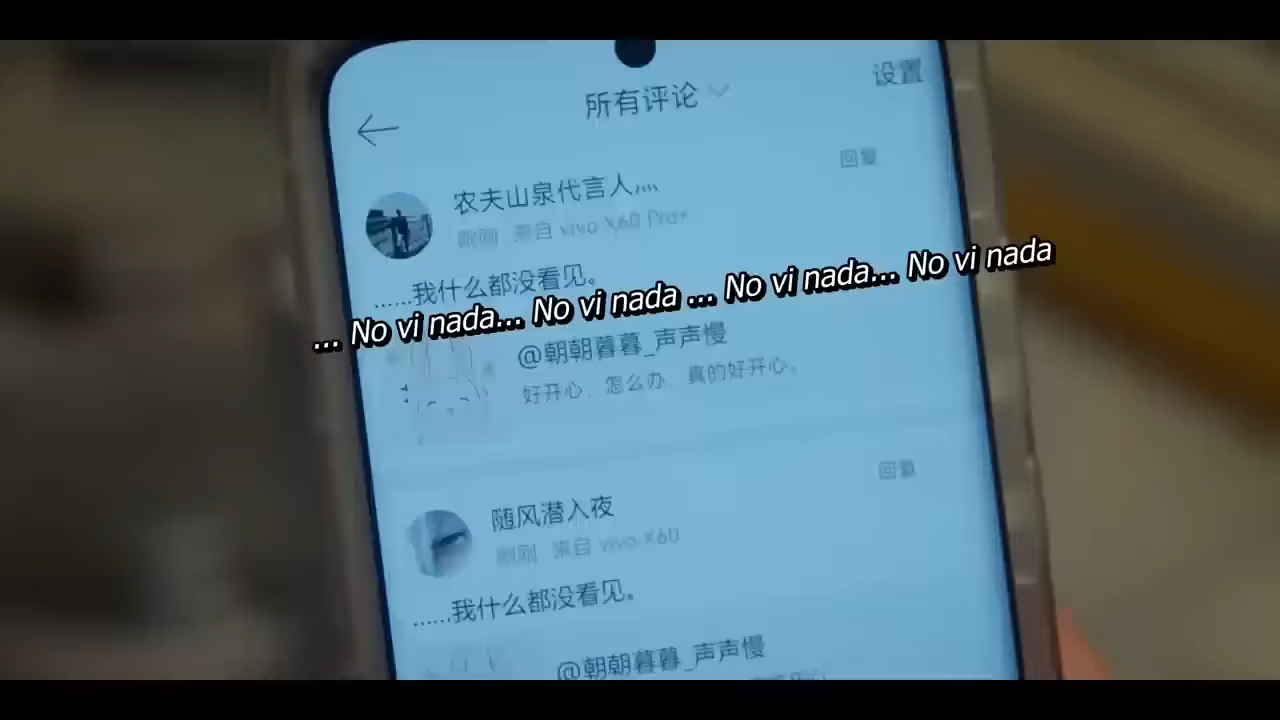 所有评论
设置
回复
农夫山泉代言人灬
刚刚 来自 vivo X60 Pro+
......我什么都没看见。
... No vi nada... No vi nada ... No vi nada... No vi nada
@朝朝暮暮_声声慢
好开心、怎么办、真的好开心。
回复
随风潜入夜
刚刚 来自 vivo X60
......我什么都没看见。
@朝朝暮暮_声声慢